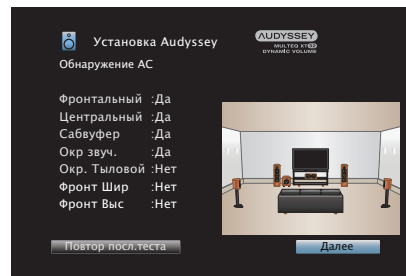 Установка Audyssey
AUDYSSEY
MULTEQ XT32
DYNAMIC VOLUME
Обнаружение АС
Фронтальный :Да
Центральный :Да
Сабвуфер :Да
Окр звуч. :Да
Окр. Тыловой :Нет
Фронт Шир :Нет
Фронт Выс :Нет
Повтор посл.теста
Далее